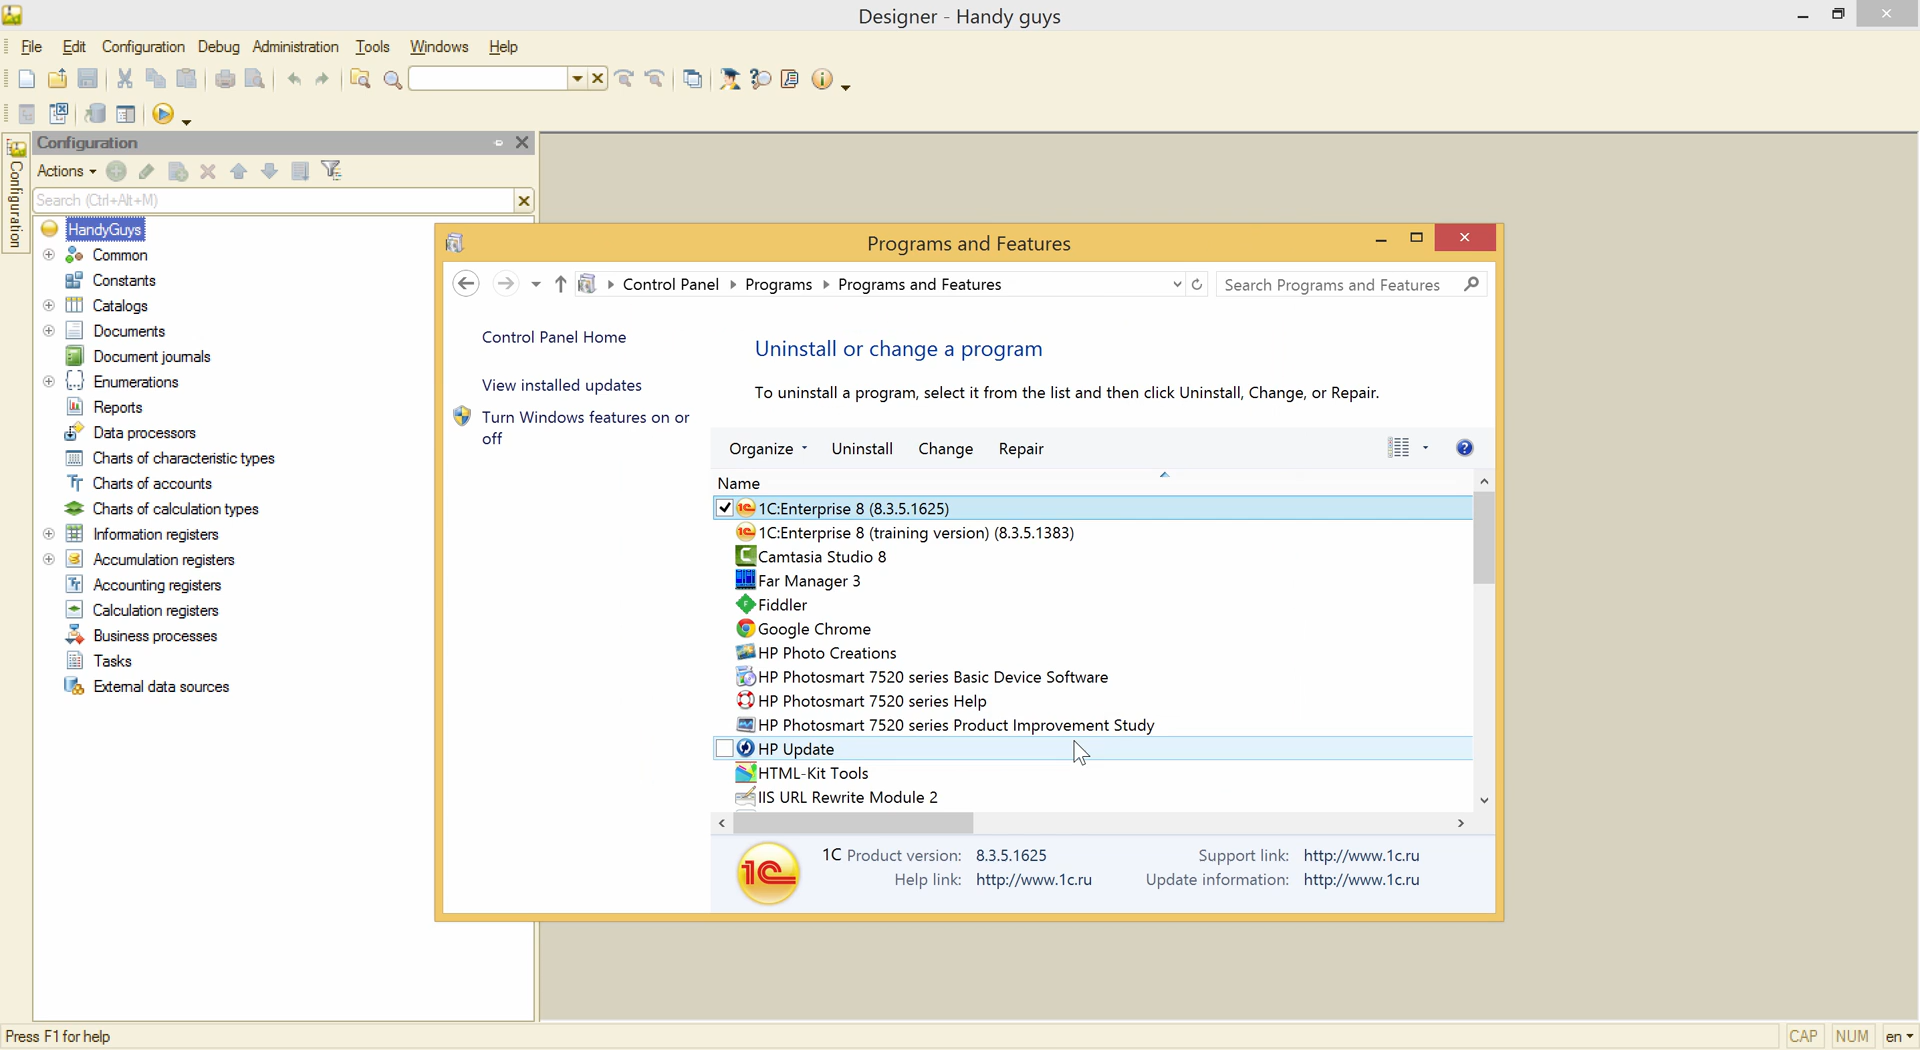 Designer - Handy guys
File Edit Configuration Debug Administration Tools Windows Help
Configuration
Configuration
Actions
Search (Ctrl+Alt+M)
HandyGuys
Common
Constants
Catalogs
Documents
Document journals
Enumerations
Reports
Data processors
Charts of characteristic types
Charts of accounts
Charts of calculation types
Information registers
Accumulation registers
Accounting registers
Calculation registers
Business processes
Tasks
External data sources
Programs and Features
Control Panel Programs Programs and Features
Search Programs and Features
Control Panel Home
View installed updates
Turn Windows features on or
off
Uninstall or change a program
To uninstall a program, select it from the list and then click Uninstall, Change, or Repair.
Organize Uninstall Change Repair
Name
1C:Enterprise 8 (8.3.5.1625)
1C:Enterprise 8 (training version) (8.3.5.1383)
Camtasia Studio 8
Far Manager 3
Fiddler
Google Chrome
HP Photo Creations
HP Photosmart 7520 series Basic Device Software
HP Photosmart 7520 series Help
HP Photosmart 7520 series Product Improvement Study
HP Update
HTML-Kit Tools
IIS URL Rewrite Module 2
1C Product version: 8.3.5.1625 Support link: http://www.1c.ru
Help link: http://www.1c.ru Update information: http://www.1c.ru
Press F1 for help
CAP NUM en